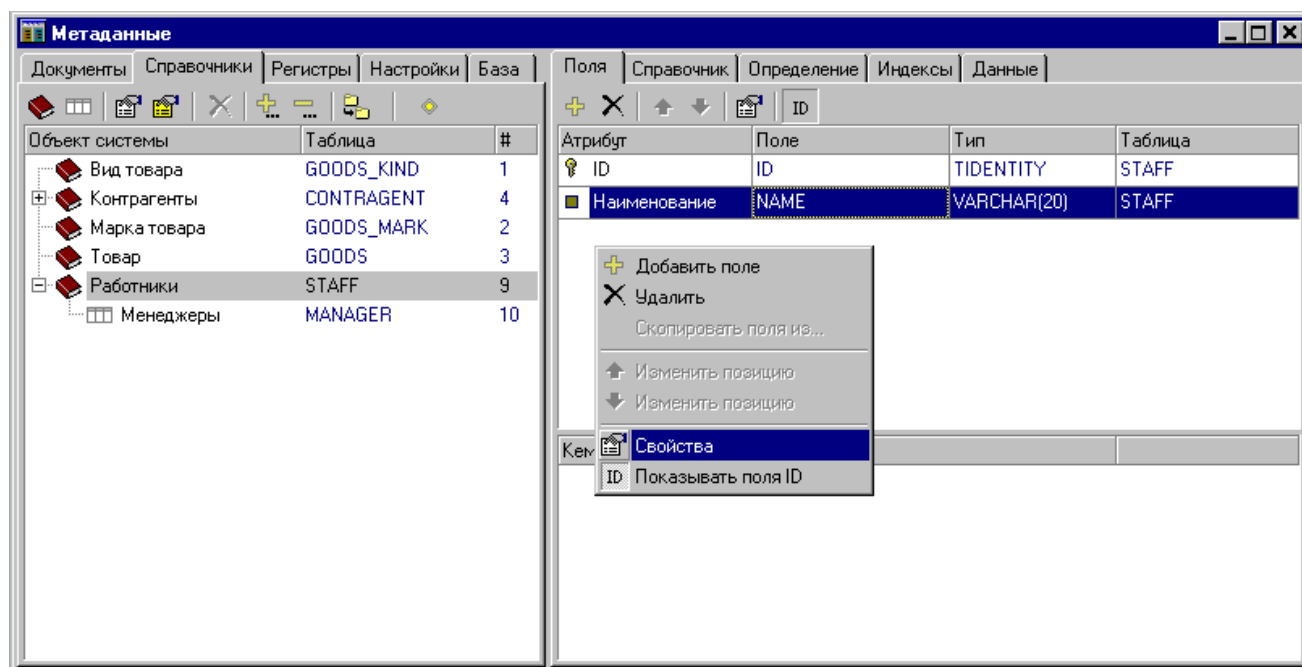 Метаданные
Документы Справочники Регистры Настройки База
Поля Справочник Определение Индексы Данные
ID
Объект системы Таблица #
Атрибут Поле Тип Таблица
Вид товара GOODS_KIND 1
ID ID TIDENTITY STAFF
Контрагенты CONTRAGENT 4
Наименование NAME VARCHAR(20) STAFF
Марка товара GOODS_MARK 2
Товар GOODS 3
Работники STAFF 9
Менеджеры MANAGER 10
Добавить поле
Удалить
Скопировать поля из...
Изменить позицию
Изменить позицию
Кем
Свойства
ID Показывать поля ID